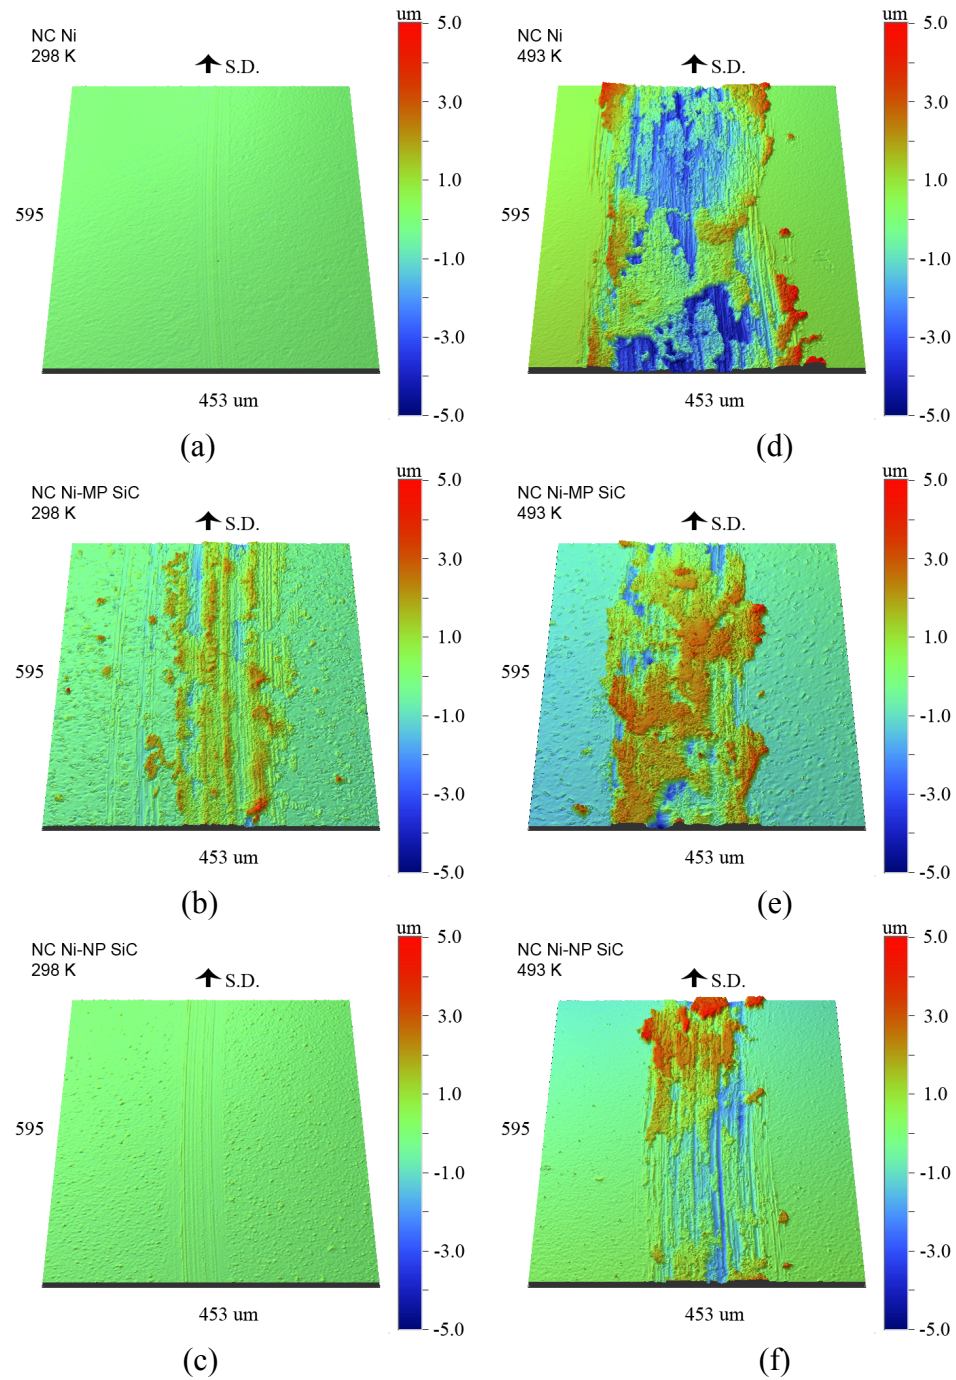 um
NC Ni
298 K
S.D.
5.0
3.0
1.0
-1.0
-3.0
-5.0
595
453 um
(a)
um
NC Ni
493 K
S.D.
5.0
3.0
1.0
-1.0
-3.0
-5.0
595
453 um
(d)
um
NC Ni-MP SiC
298 K
S.D.
5.0
3.0
1.0
-1.0
-3.0
-5.0
595
453 um
(b)
um
NC Ni-MP SiC
493 K
S.D.
5.0
3.0
1.0
-1.0
-3.0
-5.0
595
453 um
(e)
um
NC Ni-NP SiC
298 K
S.D.
5.0
3.0
1.0
-1.0
-3.0
-5.0
595
453 um
(c)
um
NC Ni-NP SiC
493 K
S.D.
5.0
3.0
1.0
-1.0
-3.0
-5.0
595
453 um
(f)